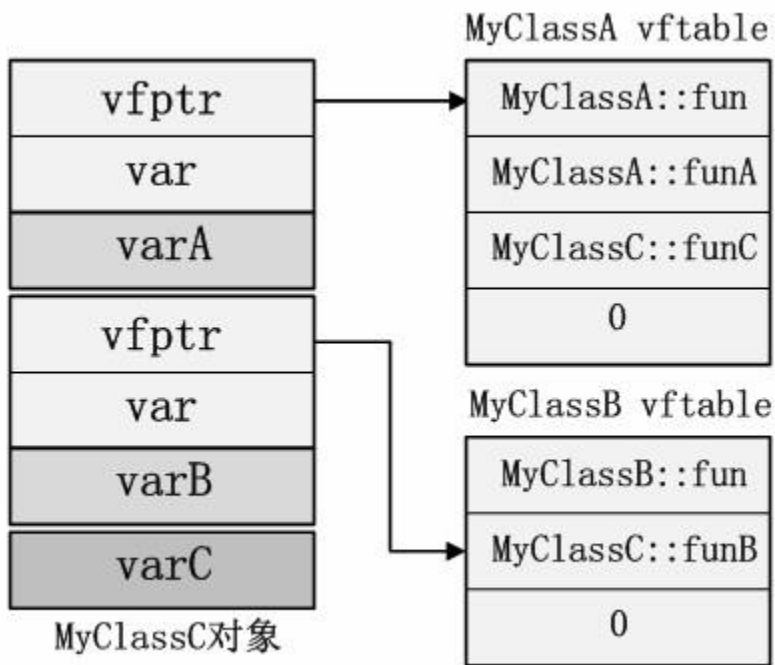 vfptr
var
varA
vfptr
var
varB
varC
MyClassC对象
MyClassA vftable
MyClassA::fun
MyClassA::funA
MyClassC::funC
0
MyClassB vftable
MyClassB::fun
MyClassC::funB
0